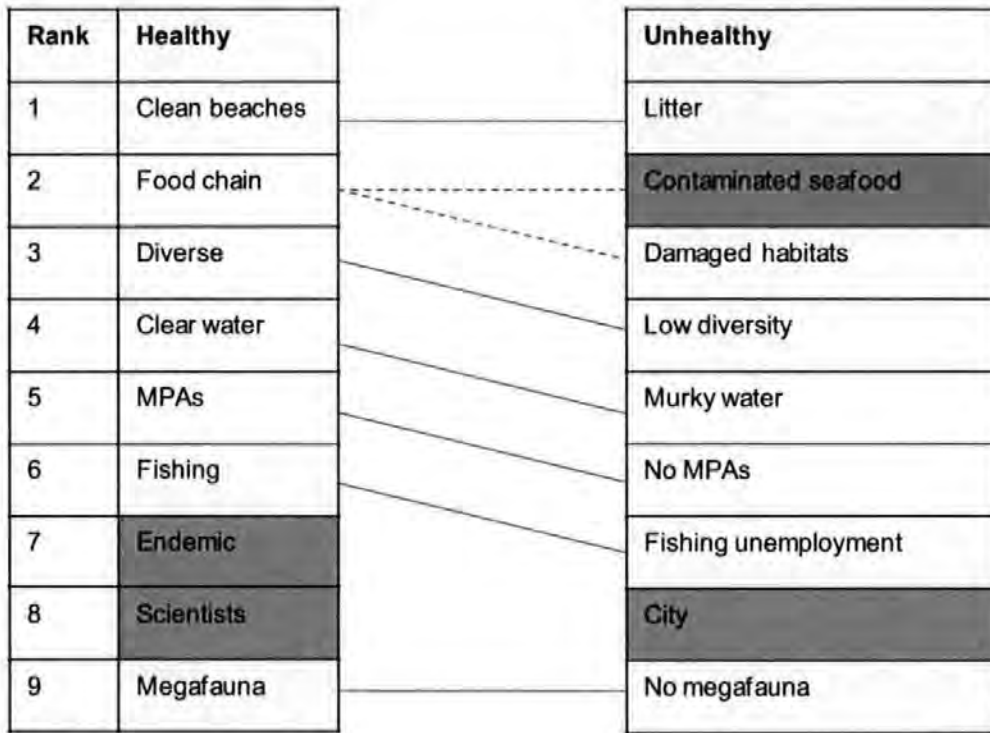 Rank Healthy Unhealthy
1 Clean beaches Litter
2 Food chain Contaminated seafood
3 Diverse Damaged habitats
4 Clear water Low diversity
5 MPAs Murky water
6 Fishing No MPAs
7 Endemic Fishing unemployment
8 Scientists City
9 Megafauna No megafauna